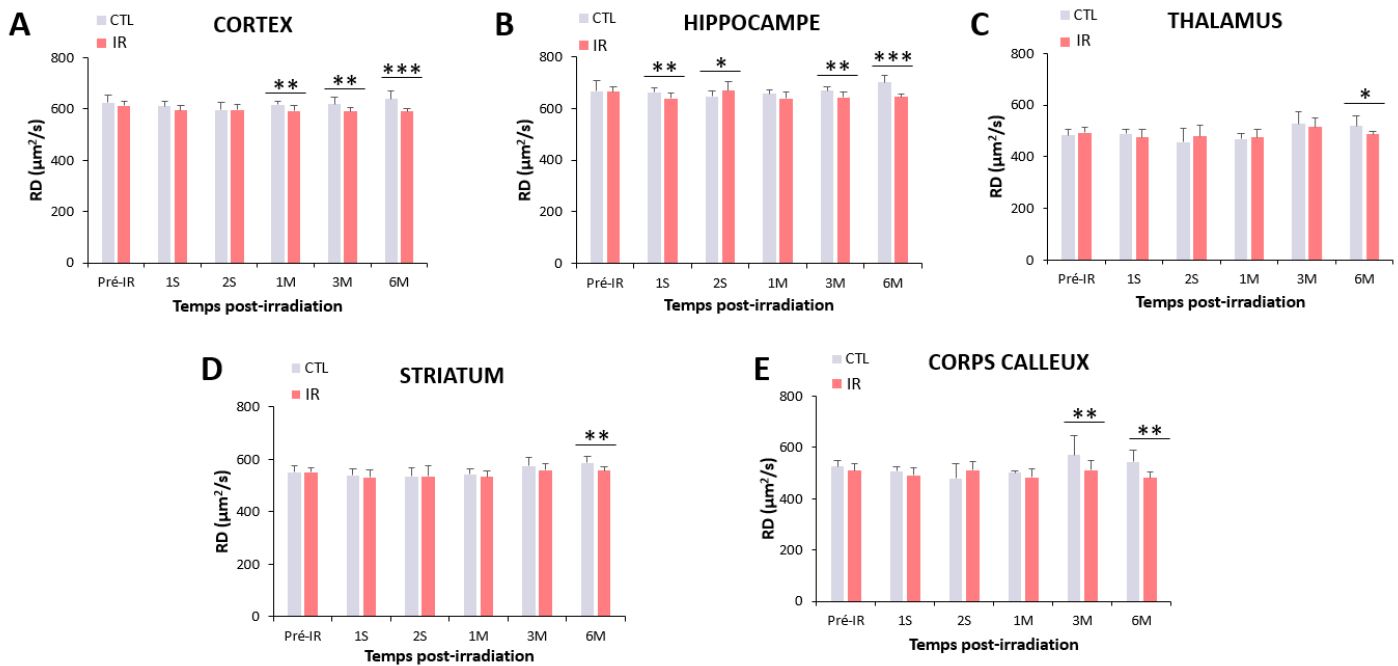 A
CORTEX
CTL
IR
800
600
400
200
0
RD (µm²/s)
**
**
***
Pré-IR 1S 2S 1M 3M 6M
Temps post-irradiation
B
HIPPOCAMPE
CTL
IR
800
600
400
200
0
RD (µm²/s)
**
*
**
***
Pré-IR 1S 2S 1M 3M 6M
Temps post-irradiation
C
THALAMUS
CTL
IR
800
600
400
200
0
RD (µm²/s)
*
Pré-IR 1S 2S 1M 3M 6M
Temps post-irradiation
D
STRIATUM
CTL
IR
800
600
400
200
0
RD (µm²/s)
**
Pré-IR 1S 2S 1M 3M 6M
Temps post-irradiation
E
CORPS CALLEUX
CTL
IR
800
600
400
200
0
RD (µm²/s)
**
**
Pré-IR 1S 2S 1M 3M 6M
Temps post-irradiation